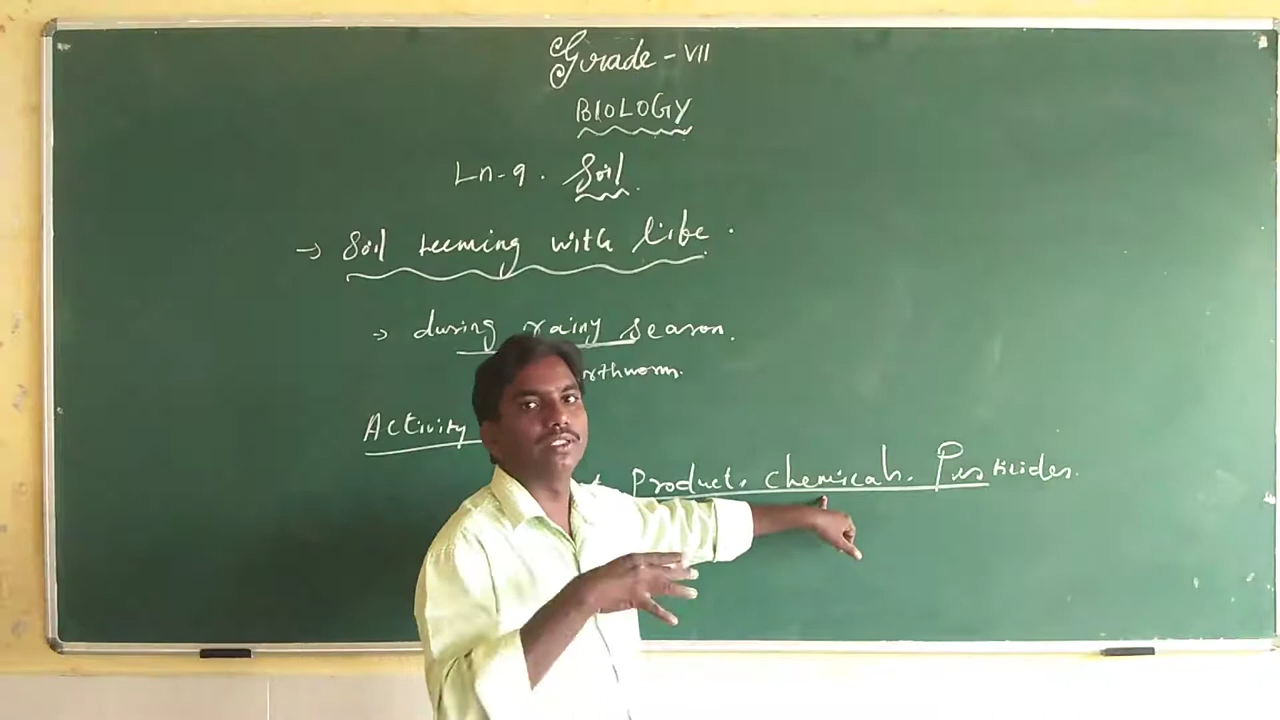 Grade - VII
BIOLOGY
Ln-9. Soil.
→ Soil teeming with life.
→ during rainy season.
rthworm.
Activity
Product, chemicals. Pesticides.